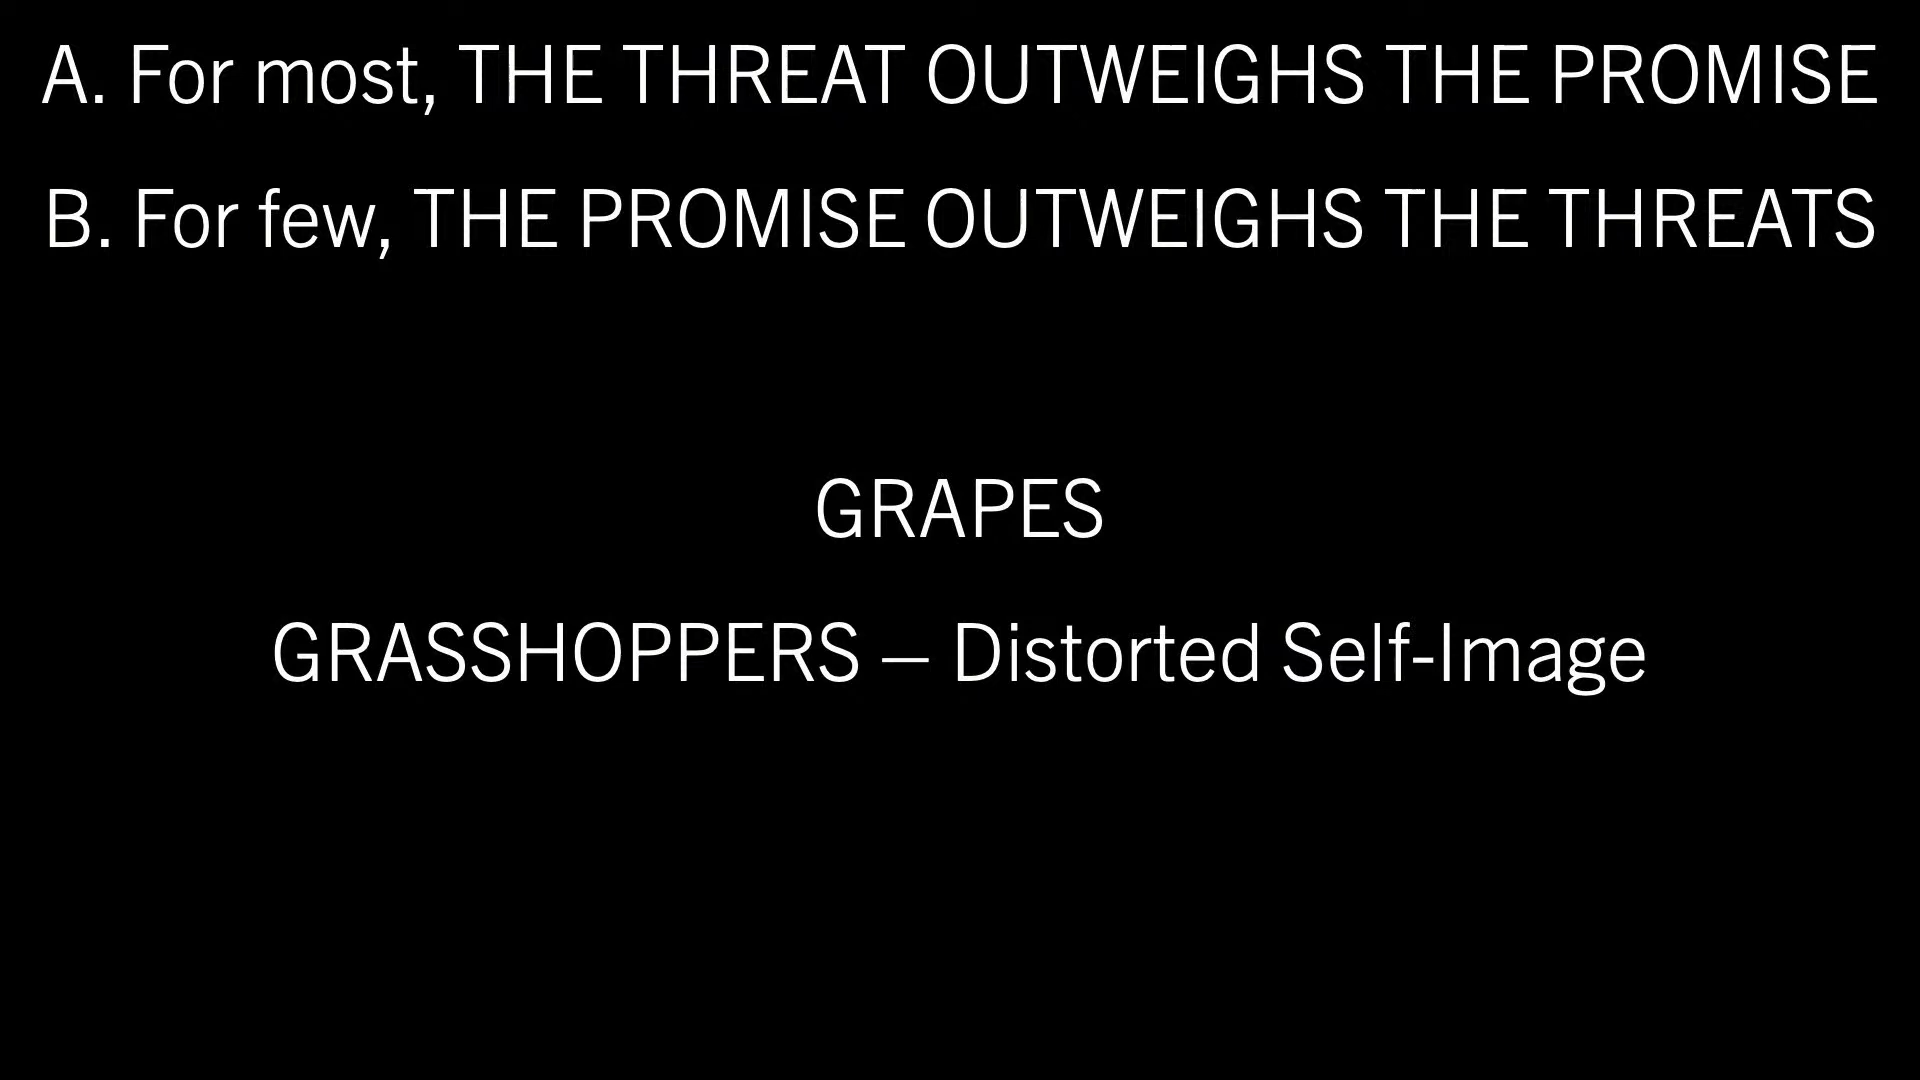 A. For most, THE THREAT OUTWEIGHS THE PROMISE
B. For few, THE PROMISE OUTWEIGHS THE THREATS
GRAPES
GRASSHOPPERS – Distorted Self-Image